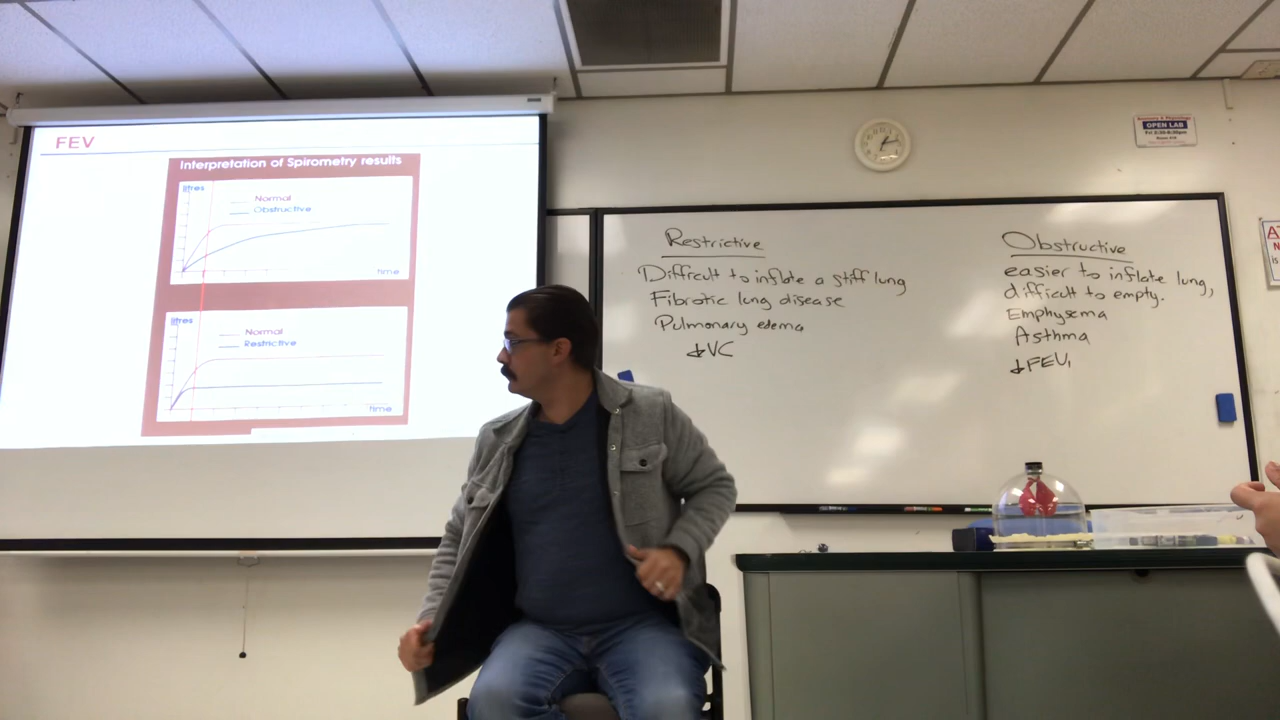 FEV
Interpretation of Spirometry results
litres
Normal
Obstructive
time
litres
Normal
Restrictive
time
Restrictive
Difficult to inflate a stiff lung
Fibrotic lung disease
Pulmonary edema
↓VC
Obstructive
easier to inflate lung,
difficult to empty.
Emphysema
Asthma
↓FEV₁
OPEN LAB